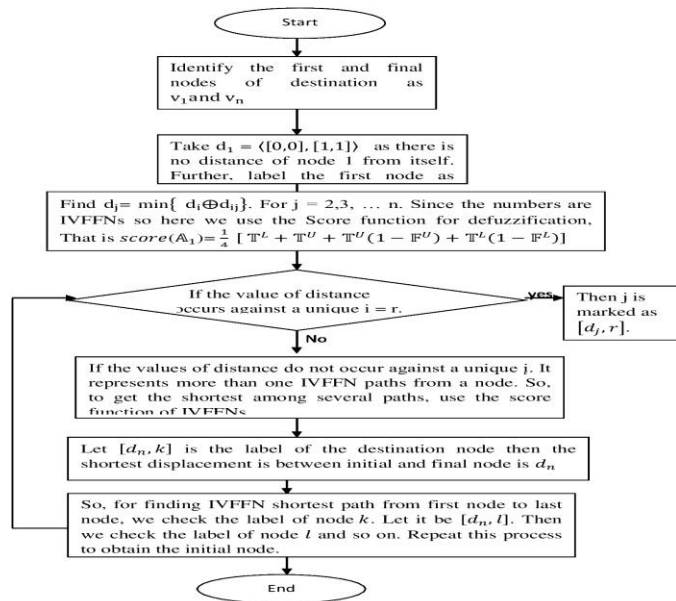 Start
Identify the first and final
nodes of destination as
v₁and vₙ
Take d₁ = ⟨[0,0], [1,1]⟩ as there is
no distance of node 1 from itself.
Further, label the first node as
Find dⱼ= min{ dᵢ⊕dᵢⱼ}. For j = 2,3, … n. Since the numbers are
IVFFNs so here we use the Score function for defuzzification,
That is score(𝔸₁)= 1/4 [ 𝕋ᴸ + 𝕋ᵁ + 𝕋ᵁ(1 − 𝔽ᵁ) + 𝕋ᴸ(1 − 𝔽ᴸ)]
If the value of distance
occurs against a unique i = r.
yes
Then j is
marked as
[dⱼ, r].
No
If the values of distance do not occur against a unique j. It
represents more than one IVFFN paths from a node. So,
to get the shortest among several paths, use the score
function of IVFFNs
Let [dₙ, k] is the label of the destination node then the
shortest displacement is between initial and final node is dₙ
So, for finding IVFFN shortest path from first node to last
node, we check the label of node k. Let it be [dₙ, l]. Then
we check the label of node l and so on. Repeat this process
to obtain the initial node.
End